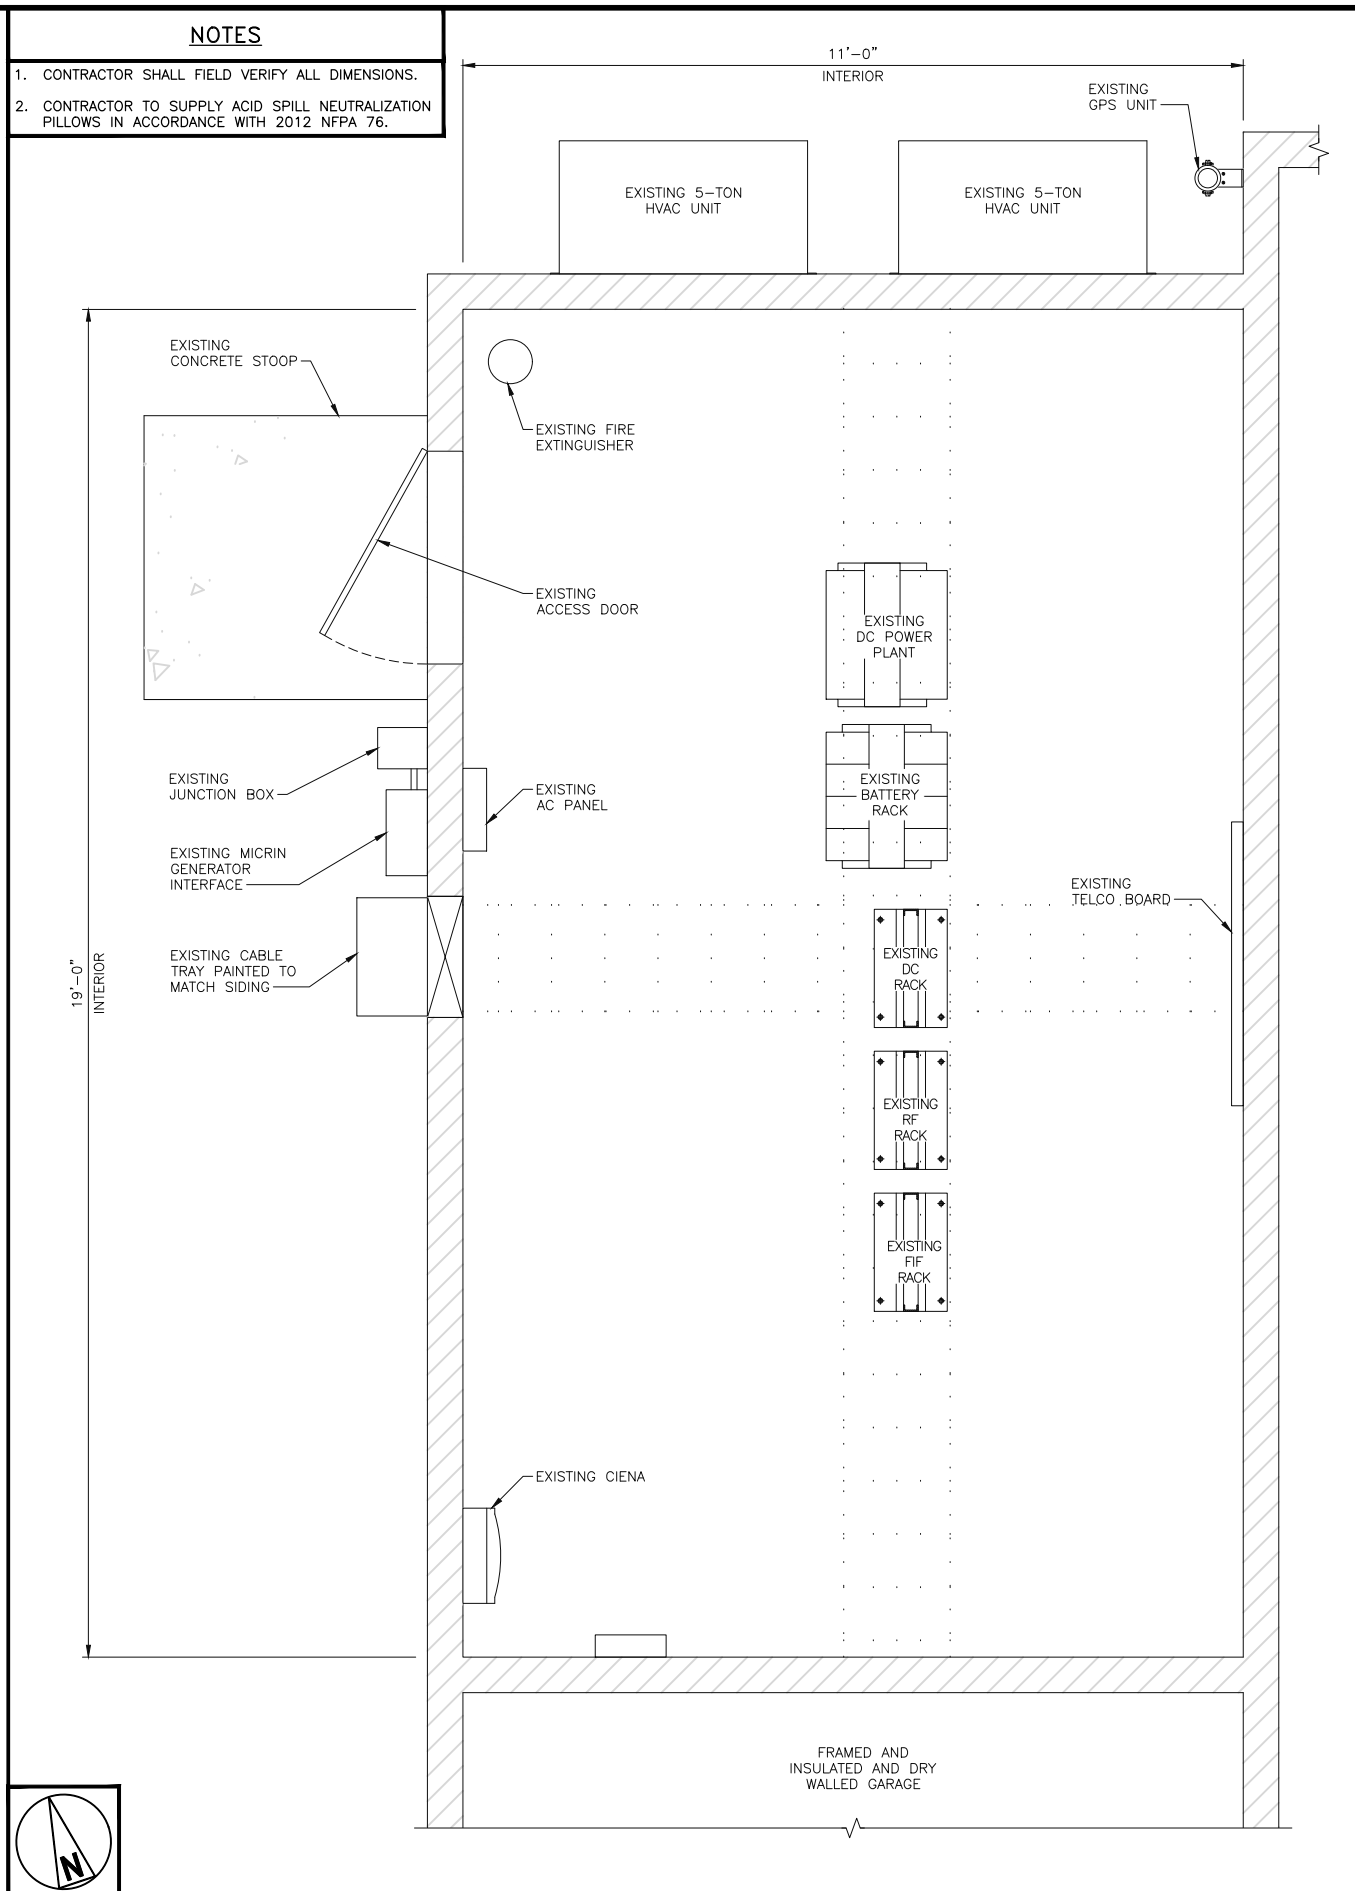 NOTES
1. CONTRACTOR SHALL FIELD VERIFY ALL DIMENSIONS.
2. CONTRACTOR TO SUPPLY ACID SPILL NEUTRALIZATION
PILLOWS IN ACCORDANCE WITH 2012 NFPA 76.
11'-0"
INTERIOR
EXISTING
GPS UNIT
EXISTING 5-TON
HVAC UNIT
EXISTING 5-TON
HVAC UNIT
EXISTING
CONCRETE STOOP
EXISTING FIRE
EXTINGUISHER
EXISTING
ACCESS DOOR
EXISTING
DC POWER
PLANT
EXISTING
JUNCTION BOX
EXISTING
AC PANEL
EXISTING
BATTERY
RACK
EXISTING MICRIN
GENERATOR
INTERFACE
EXISTING
TELCO BOARD
EXISTING CABLE
TRAY PAINTED TO
MATCH SIDING
EXISTING
DC
RACK
19'-0"
INTERIOR
EXISTING
RF
RACK
EXISTING
FIF
RACK
EXISTING CIENA
FRAMED AND
INSULATED AND DRY
WALLED GARAGE
N